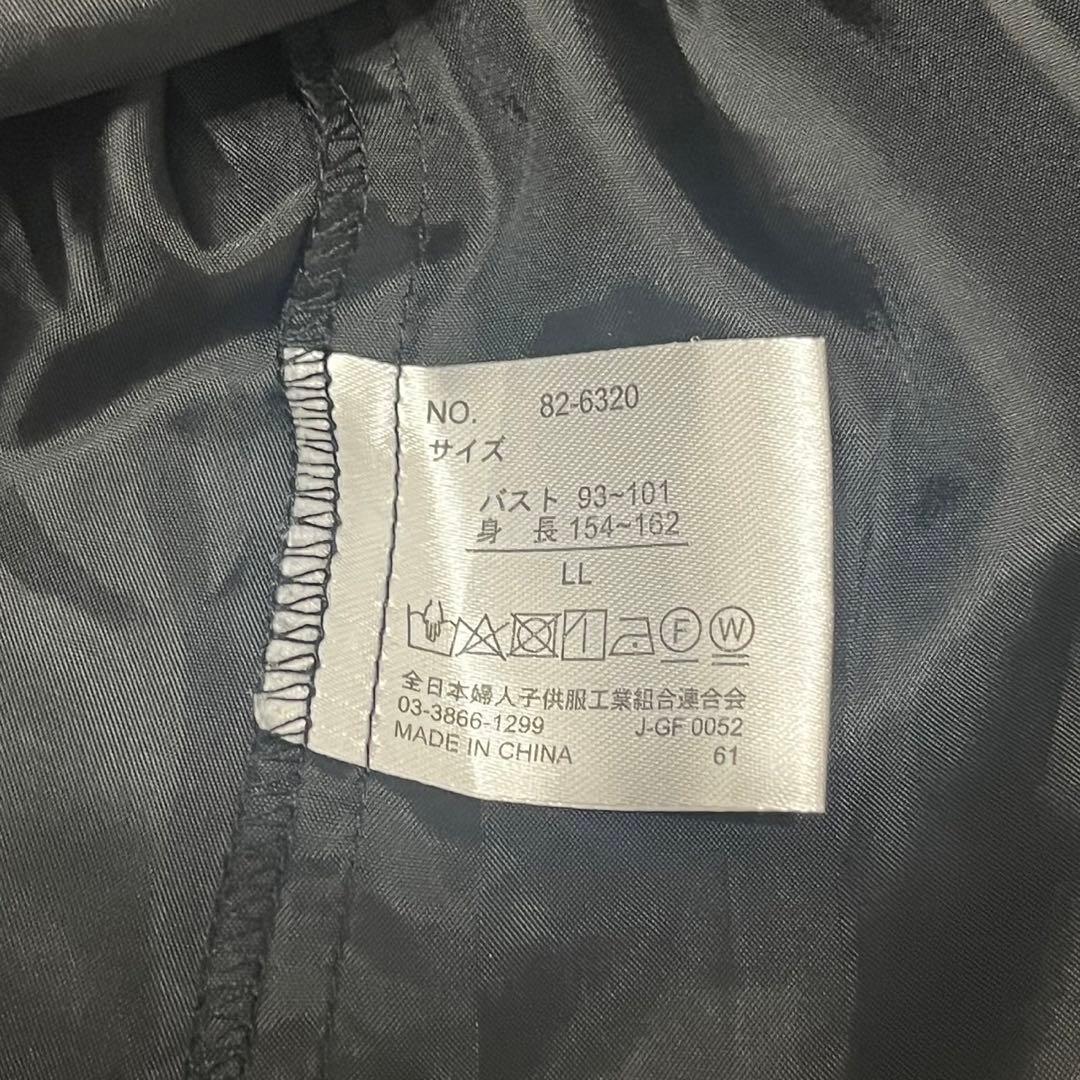 NO. 82-6320
サイズ
バスト 93~101
身 長 154~162
LL
F W
全日本婦人子供服工業組合連合会
03-3866-1299 J-GF 0052
MADE IN CHINA 61